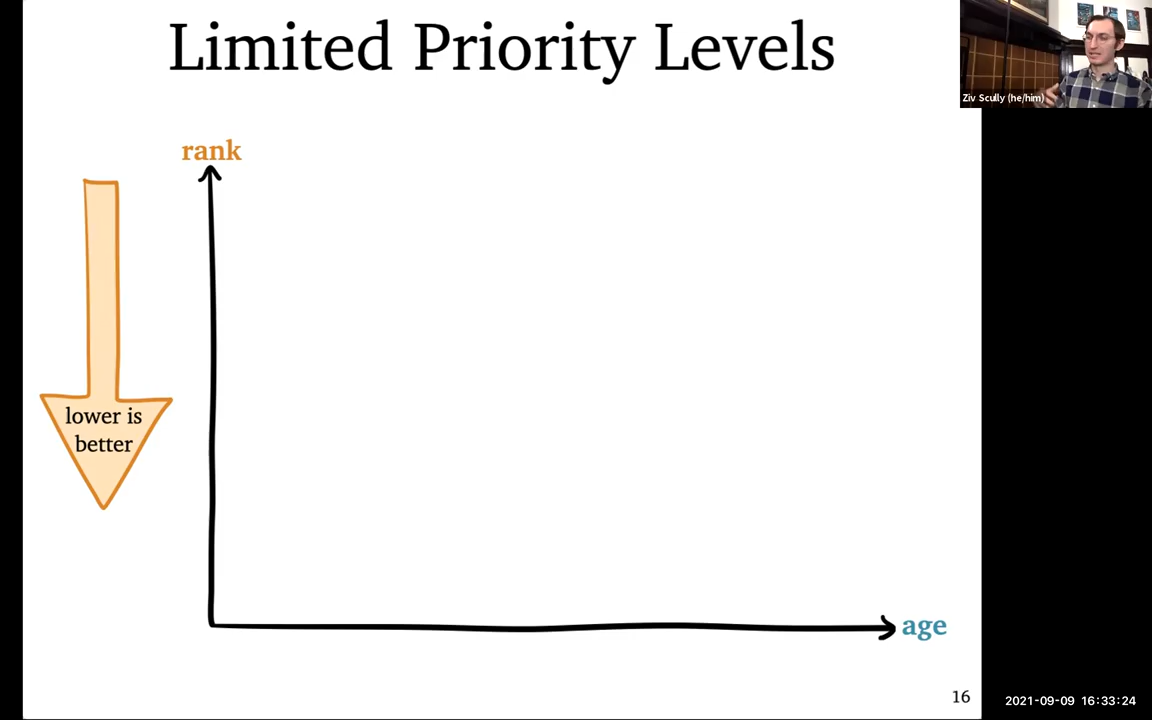 Limited Priority Levels
Ziv Scully (he/him)
rank
lower is
better
age
16
2021-09-09 16:33:24